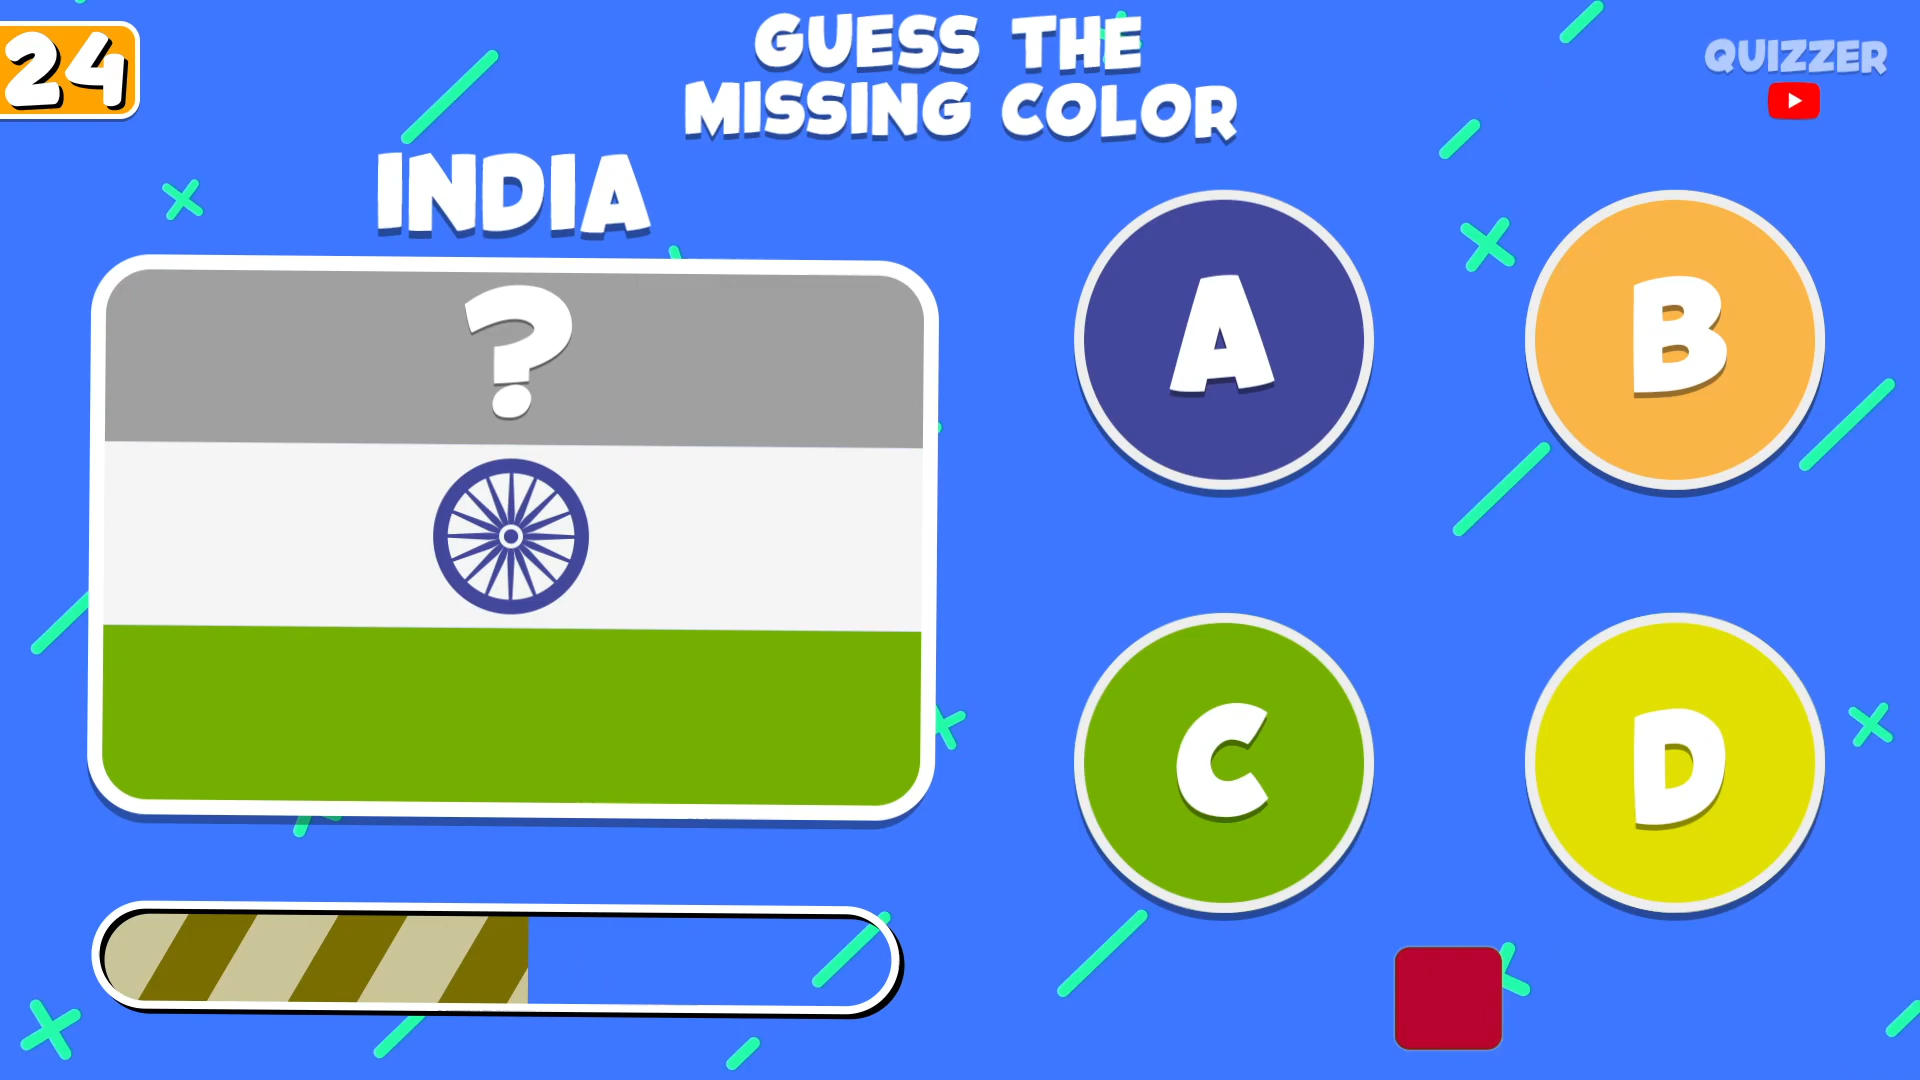 24
GUESS THE
MISSING COLOR
QUIZZER
INDIA
?
A
B
C
D